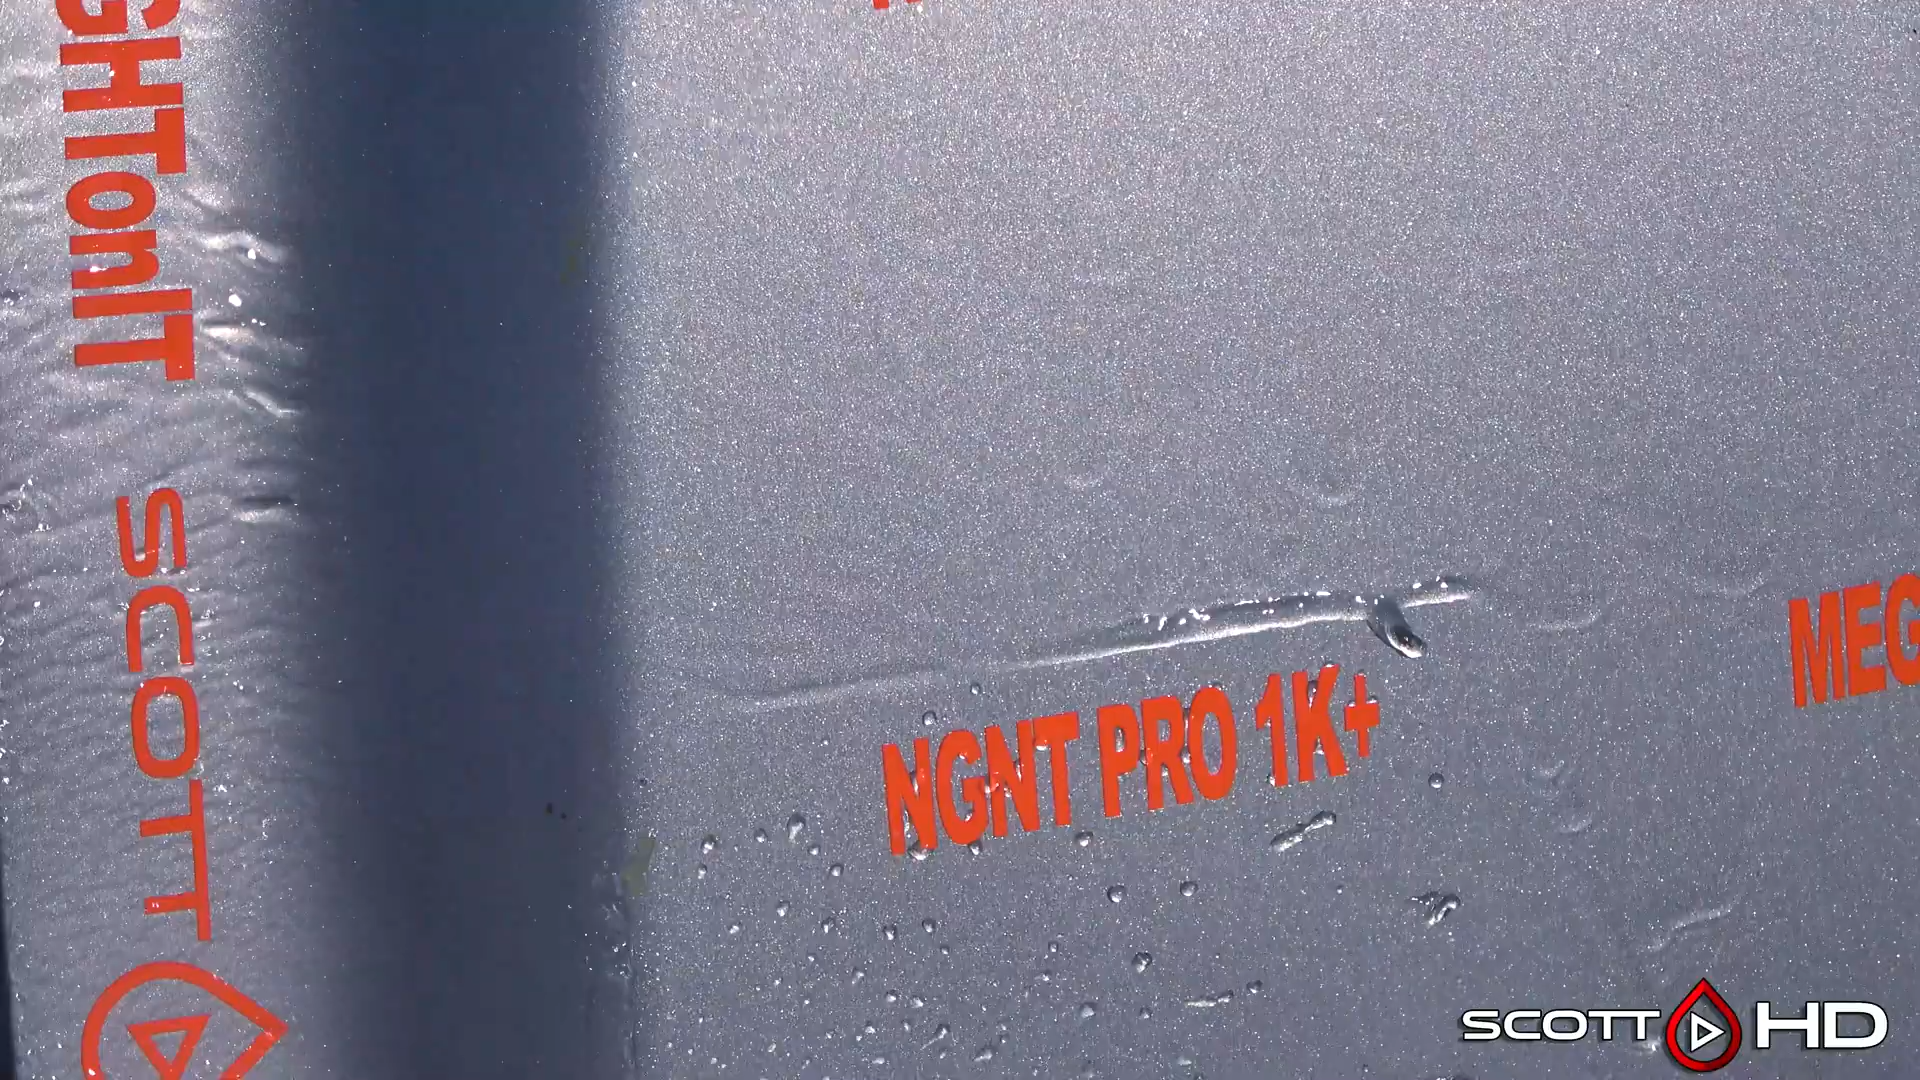 GHTonIT
SCOTT
NGNT PRO 1K+
MEG
SCOTT HD